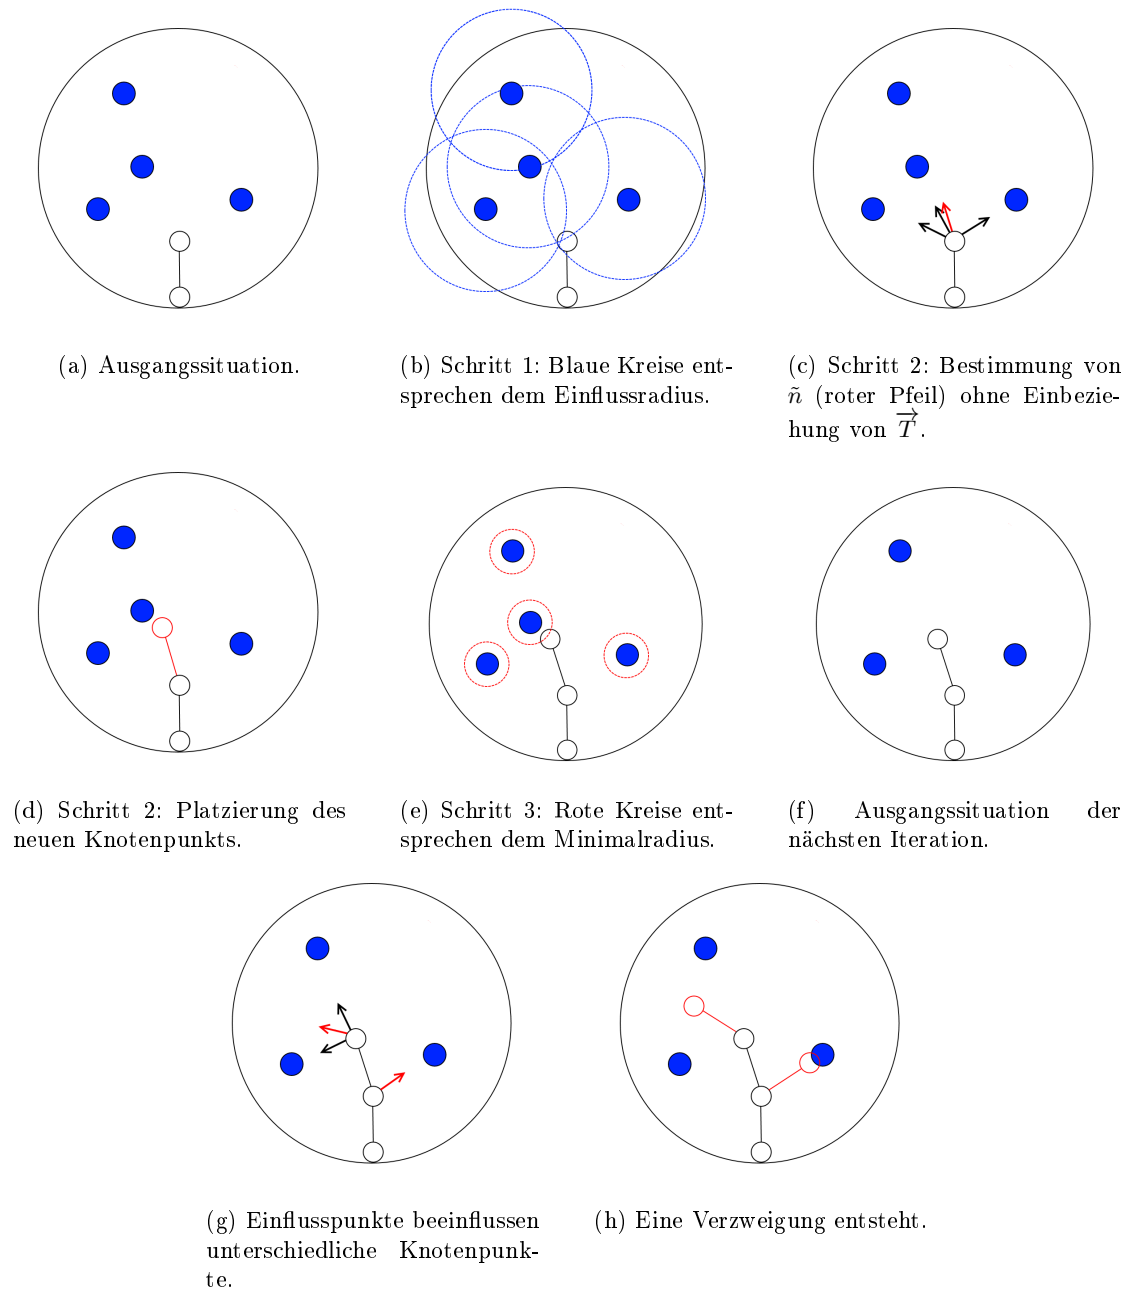 (a) Ausgangssituation.
(b) Schritt 1: Blaue Kreise ent-
sprechen dem Einflussradius.
(c) Schritt 2: Bestimmung von
ñ (roter Pfeil) ohne Einbezie-
hung von \overrightarrow{T}.
(d) Schritt 2: Platzierung des
neuen Knotenpunkts.
(e) Schritt 3: Rote Kreise ent-
sprechen dem Minimalradius.
(f) Ausgangssituation der
nächsten Iteration.
(g) Einflusspunkte beeinflussen
unterschiedliche Knotenpunk-
te.
(h) Eine Verzweigung entsteht.